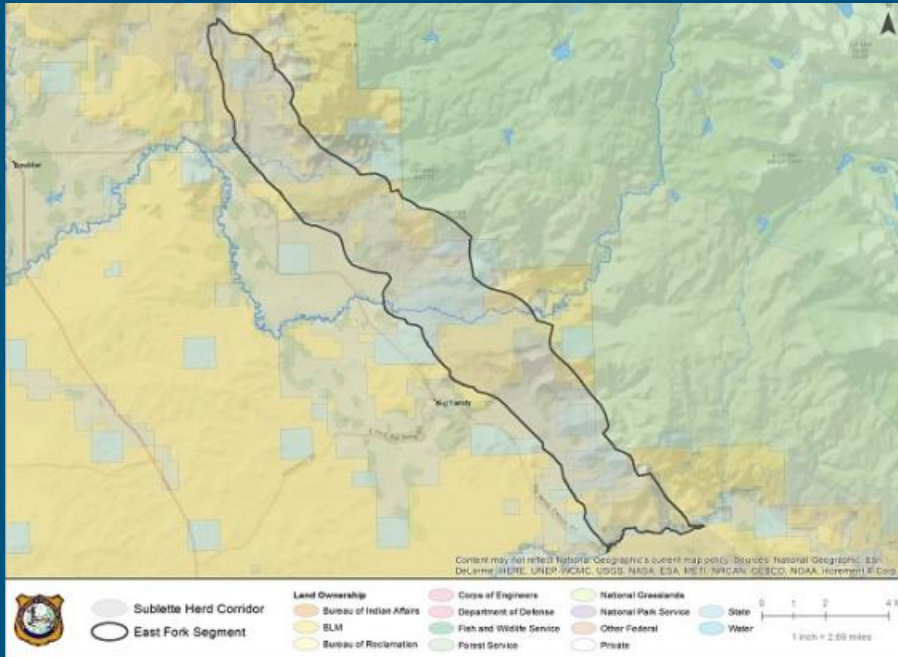 Boulder
Big Sandy
Content may not reflect National Geographic's current map policy. Sources: National Geographic, Esri,
DeLorme, HERE, UNEP-WCMC, USGS, NASA, ESA, METI, NRCAN, GEBCO, NOAA, increment P Corp.
Sublette Herd Corridor
East Fork Segment
Land Ownership
Bureau of Indian Affairs
BLM
Bureau of Reclamation
Corps of Engineers
Department of Defense
Fish and Wildlife Service
Forest Service
National Grasslands
National Park Service
Other Federal
Private
State
Water
0 1 2 4
1 inch = 2.69 miles